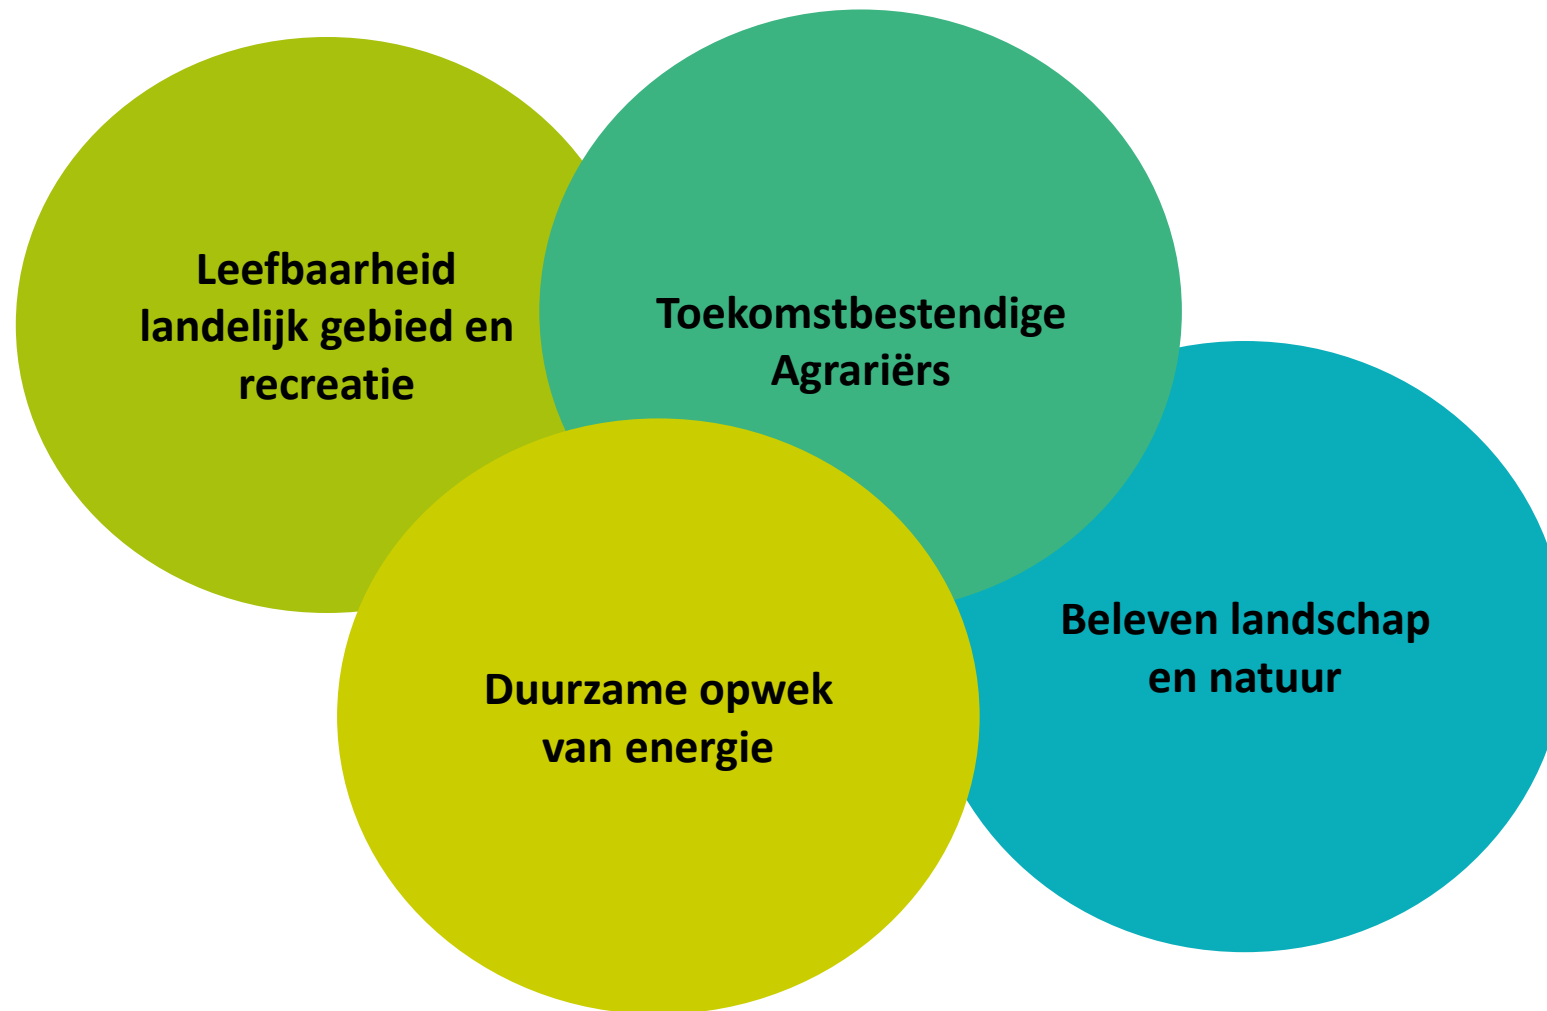 Leefbaarheid
landelijk gebied en
recreatie
Toekomstbestendige
Agrariërs
Duurzame opwek
van energie
Beleven landschap
en natuur